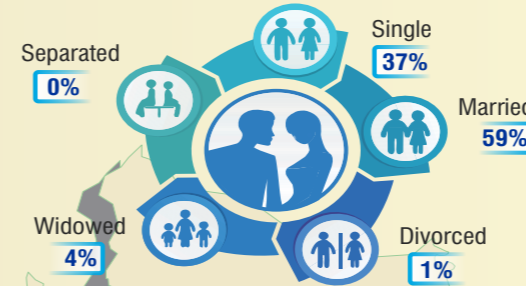 Single
37%
Separated
0%
Married
59%
Widowed
4%
Divorced
1%